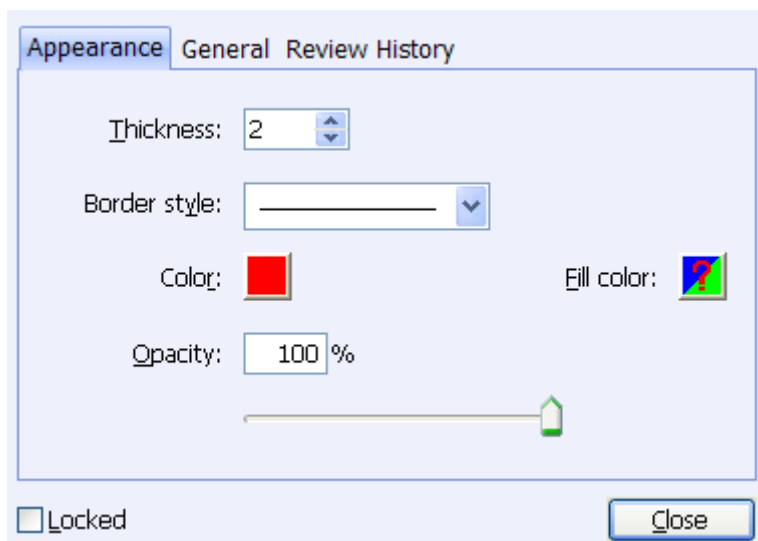 Appearance General Review History
Thickness: 2
Border style:
Color: Fill color: ?
Opacity: 100 %
Locked Close